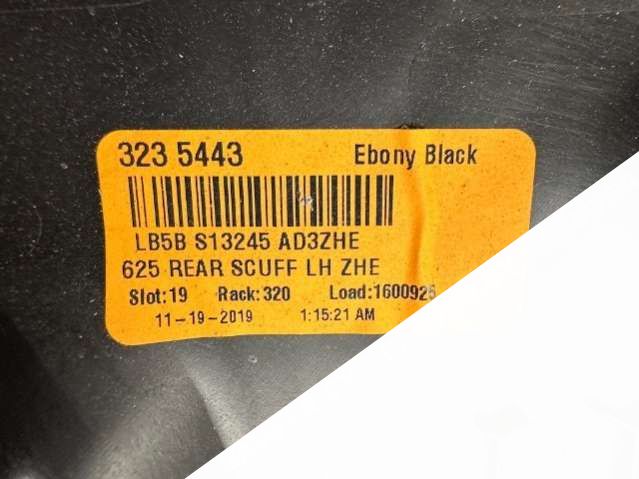 323 5443 Ebony Black
LB5B S13245 AD3ZHE
625 REAR SCUFF LH ZHE
Slot:19 Rack:320 Load:1600925
11-19-2019 1:15:21 AM